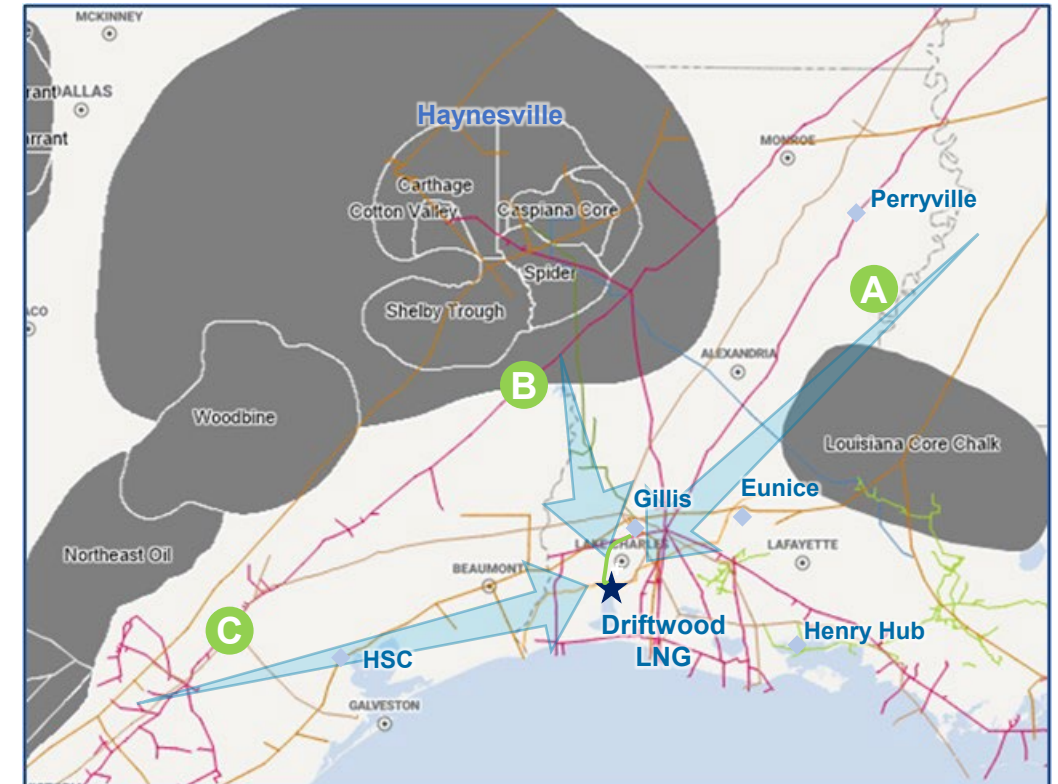 MCKINNEY
DALLAS
rant
rrant
Haynesville
MONROE
Carthage
Cotton Valley
Caspiana Core
Perryville
Spider
A
Shelby Trough
ACO
ALEXANDRIA
B
Woodbine
Louisiana Core Chalk
Gillis
Eunice
Northeast Oil
LAKE CHARLES
LAFAYETTE
BEAUMONT
Driftwood
LNG
C
HSC
Henry Hub
GALVESTON